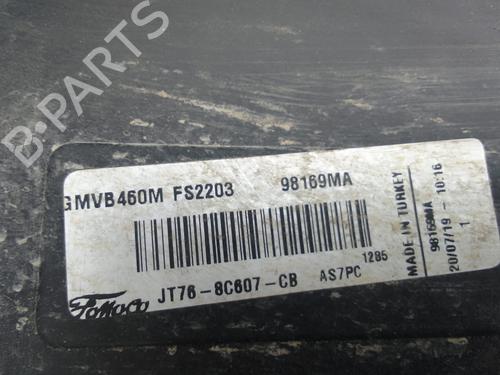 B-PARTS
GMVB460M FS2203 98169MA
JT76-8C607-CB AS7PC 1285
Fomoco
MADE IN TURKEY
98169MA
20/07/19 - 10:16
1